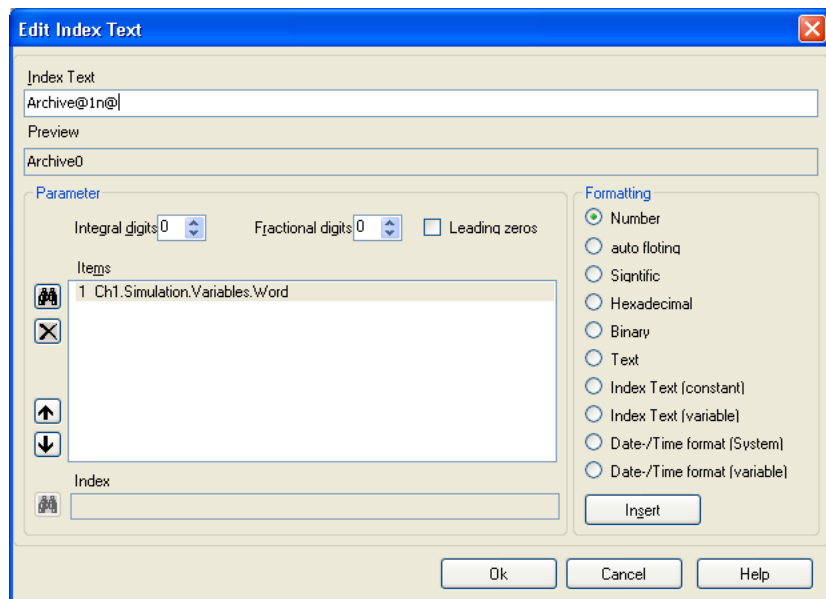 Edit Index Text
Index Text
Archive@1n@
Preview
Archive0
Parameter
Integral digits 0 Fractional digits 0 Leading zeros
Items
1 Ch1.Simulation.Variables.Word
Index
Formatting
Number
auto floting
Signtific
Hexadecimal
Binary
Text
Index Text (constant)
Index Text (variable)
Date-/Time format (System)
Date-/Time format (variable)
Insert
Ok Cancel Help